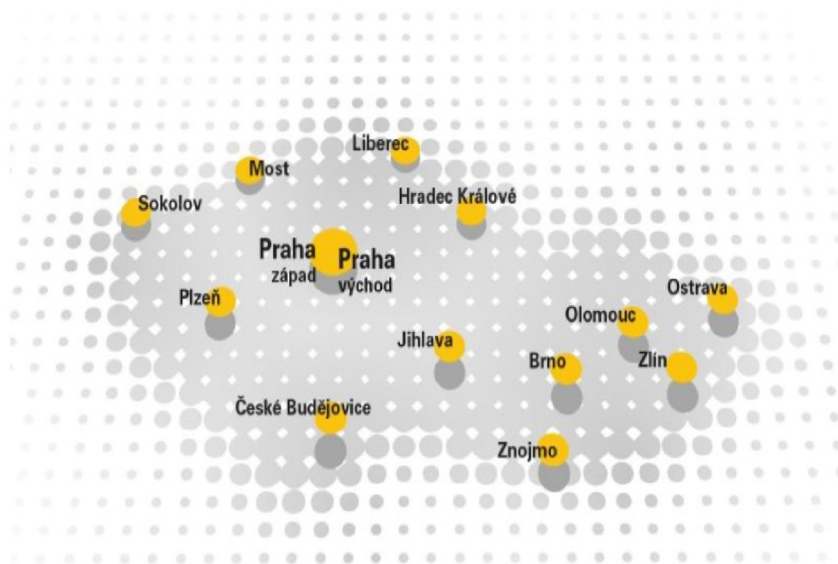 Liberec
Most
Hradec Králové
Sokolov
Praha
západ
Praha
východ
Plzeň
Ostrava
Olomouc
Jihlava
Brno
Zlín
České Budějovice
Znojmo